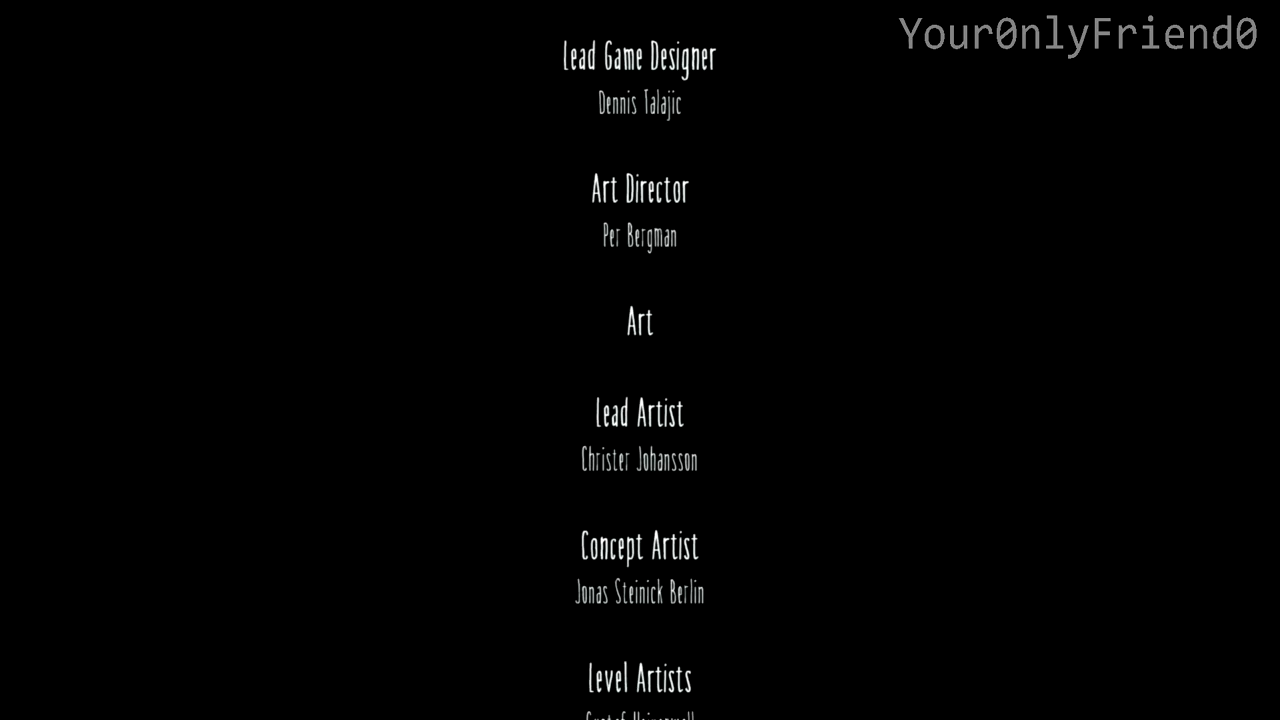 Your0nlyFriend0
Lead Game Designer
Dennis Talajic
Art Director
Per Bergman
Art
Lead Artist
Christer Johansson
Concept Artist
Jonas Steinick Berlin
Level Artists